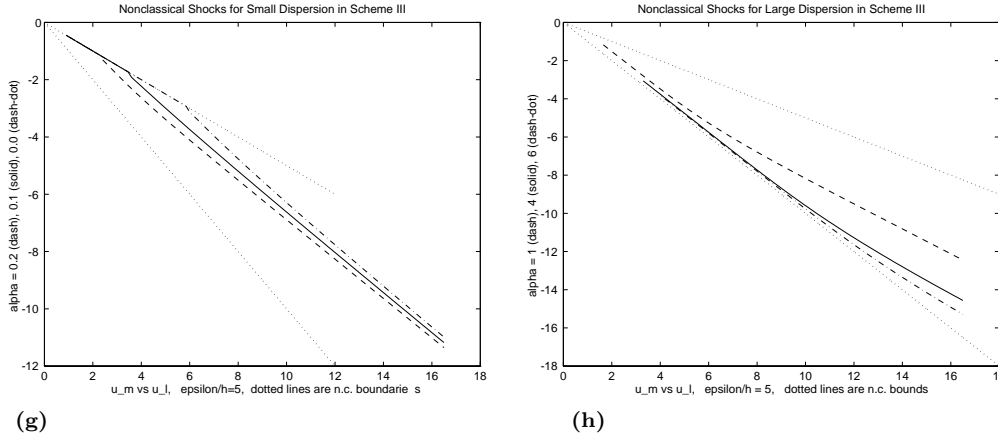 Nonclassical Shocks for Small Dispersion in Scheme III
0
-2
-4
-6
-8
-10
-12
0 2 4 6 8 10 12 14 16 18
alpha = 0.2 (dash), 0.1 (solid), 0.0 (dash-dot)
u_m vs u_l, epsilon/h=5, dotted lines are n.c. boundarie s
(g)
Nonclassical Shocks for Large Dispersion in Scheme III
0
-2
-4
-6
-8
-10
-12
-14
-16
-18
0 2 4 6 8 10 12 14 16 18
alpha = 1 (dash), 4 (solid), 6 (dash-dot)
u_m vs u_l, epsilon/h = 5, dotted lines are n.c. bounds
(h)